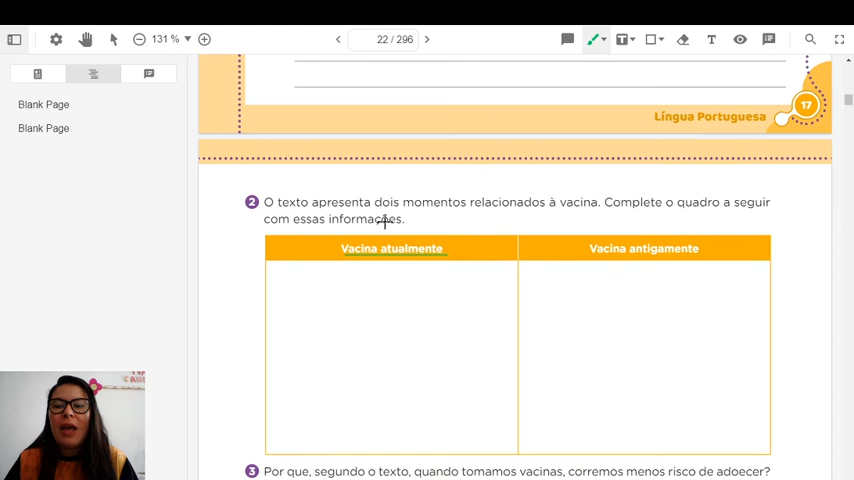 131 %
22 / 296
T
T
Blank Page
Blank Page
17
Língua Portuguesa
2 O texto apresenta dois momentos relacionados à vacina. Complete o quadro a seguir
com essas informações.
Vacina atualmente
Vacina antigamente
3 Por que, segundo o texto, quando tomamos vacinas, corremos menos risco de adoecer?